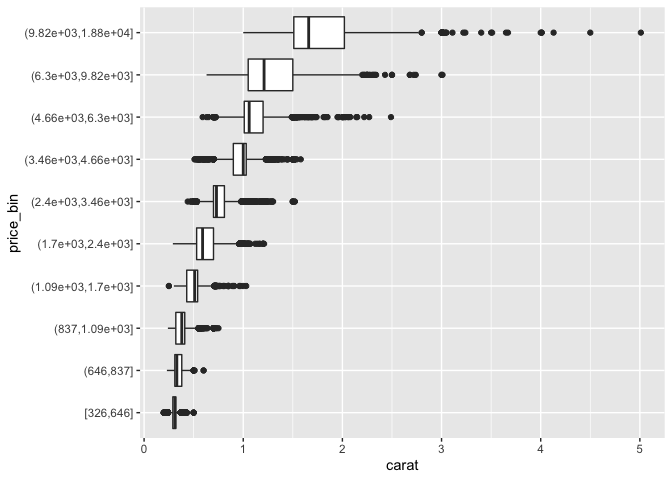 (9.82e+03,1.88e+04]
(6.3e+03,9.82e+03]
(4.66e+03,6.3e+03]
(3.46e+03,4.66e+03]
(2.4e+03,3.46e+03]
(1.7e+03,2.4e+03]
(1.09e+03,1.7e+03]
(837,1.09e+03]
(646,837]
[326,646]
price_bin
0 1 2 3 4 5
carat